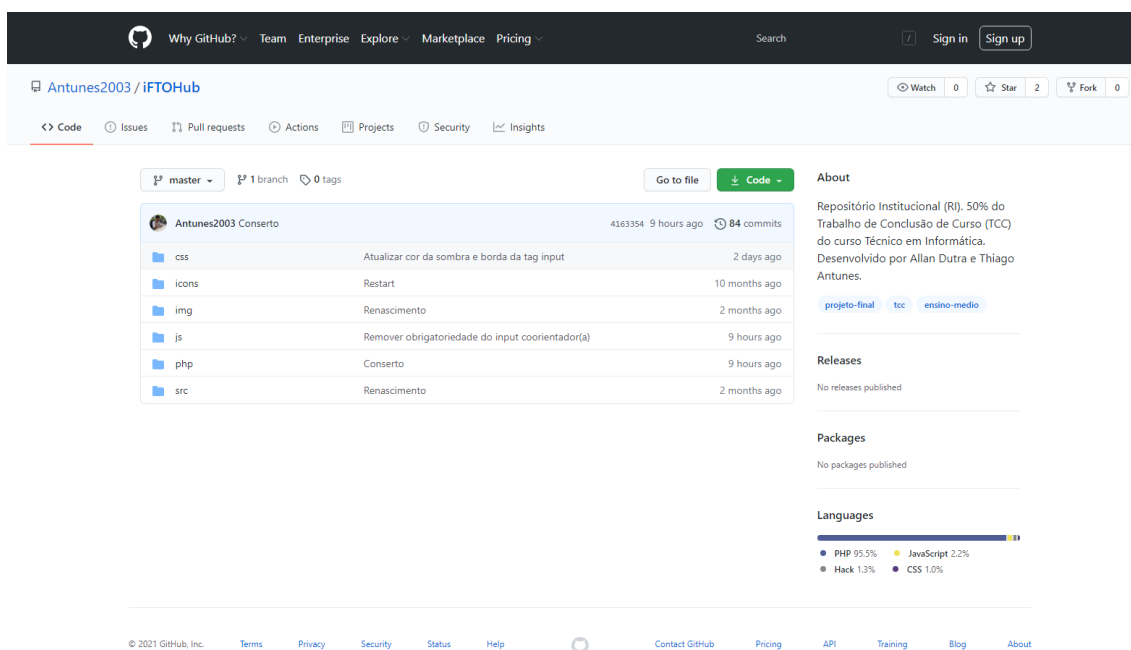 Why GitHub? Team Enterprise Explore Marketplace Pricing Search / Sign in Sign up
Antunes2003 / iFTOHub Watch 0 Star 2 Fork 0
<> Code Issues Pull requests Actions Projects Security Insights
master 1 branch 0 tags Go to file Code
Antunes2003 Conserto 4163354 9 hours ago 84 commits
css Atualizar cor da sombra e borda da tag input 2 days ago
icons Restart 10 months ago
img Renascimento 2 months ago
js Remover obrigatoriedade do input coorientador(a) 9 hours ago
php Conserto 9 hours ago
src Renascimento 2 months ago
About
Repositório Institucional (RI). 50% do
Trabalho de Conclusão de Curso (TCC)
do curso Técnico em Informática.
Desenvolvido por Allan Dutra e Thiago
Antunes.
projeto-final tcc ensino-medio
Releases
No releases published
Packages
No packages published
Languages
PHP 95.5% JavaScript 2.2%
Hack 1.3% CSS 1.0%
© 2021 GitHub, Inc. Terms Privacy Security Status Help Contact GitHub Pricing API Training Blog About